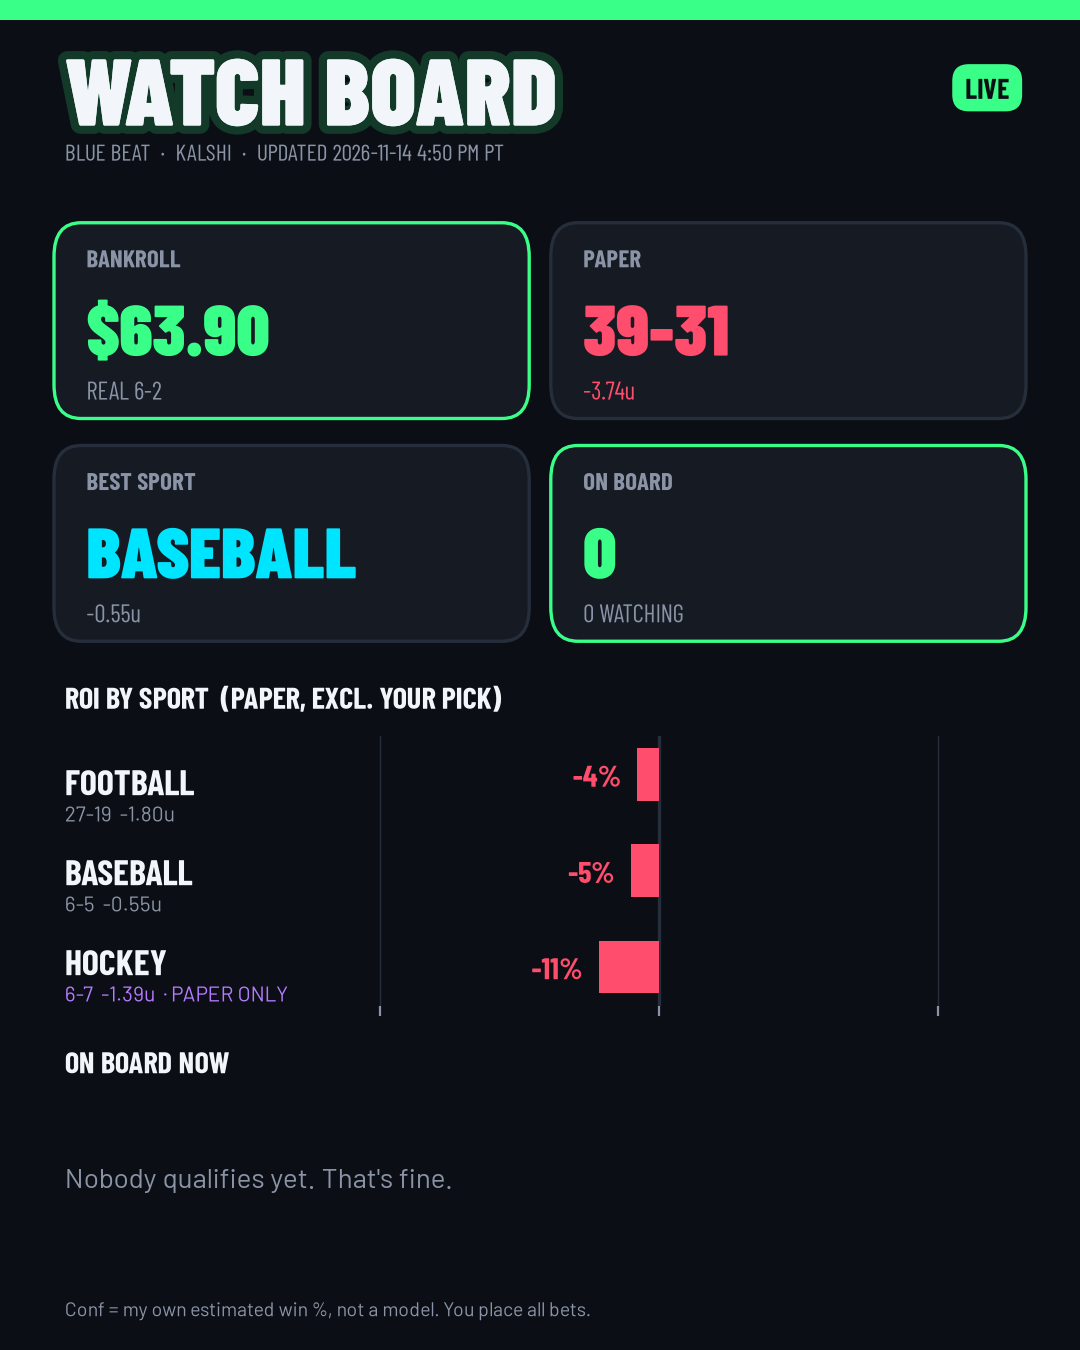 WATCH BOARD
LIVE
BLUE BEAT · KALSHI · UPDATED 2026-11-14 4:50 PM PT
BANKROLL
$63.90
REAL 6-2
PAPER
39-31
-3.74u
BEST SPORT
BASEBALL
-0.55u
ON BOARD
0
0 WATCHING
ROI BY SPORT (PAPER, EXCL. YOUR PICK)
FOOTBALL
27-19 -1.80u
-4%
BASEBALL
6-5 -0.55u
-5%
HOCKEY
6-7 -1.39u · PAPER ONLY
-11%
ON BOARD NOW
Nobody qualifies yet. That's fine.
Conf = my own estimated win %, not a model. You place all bets.